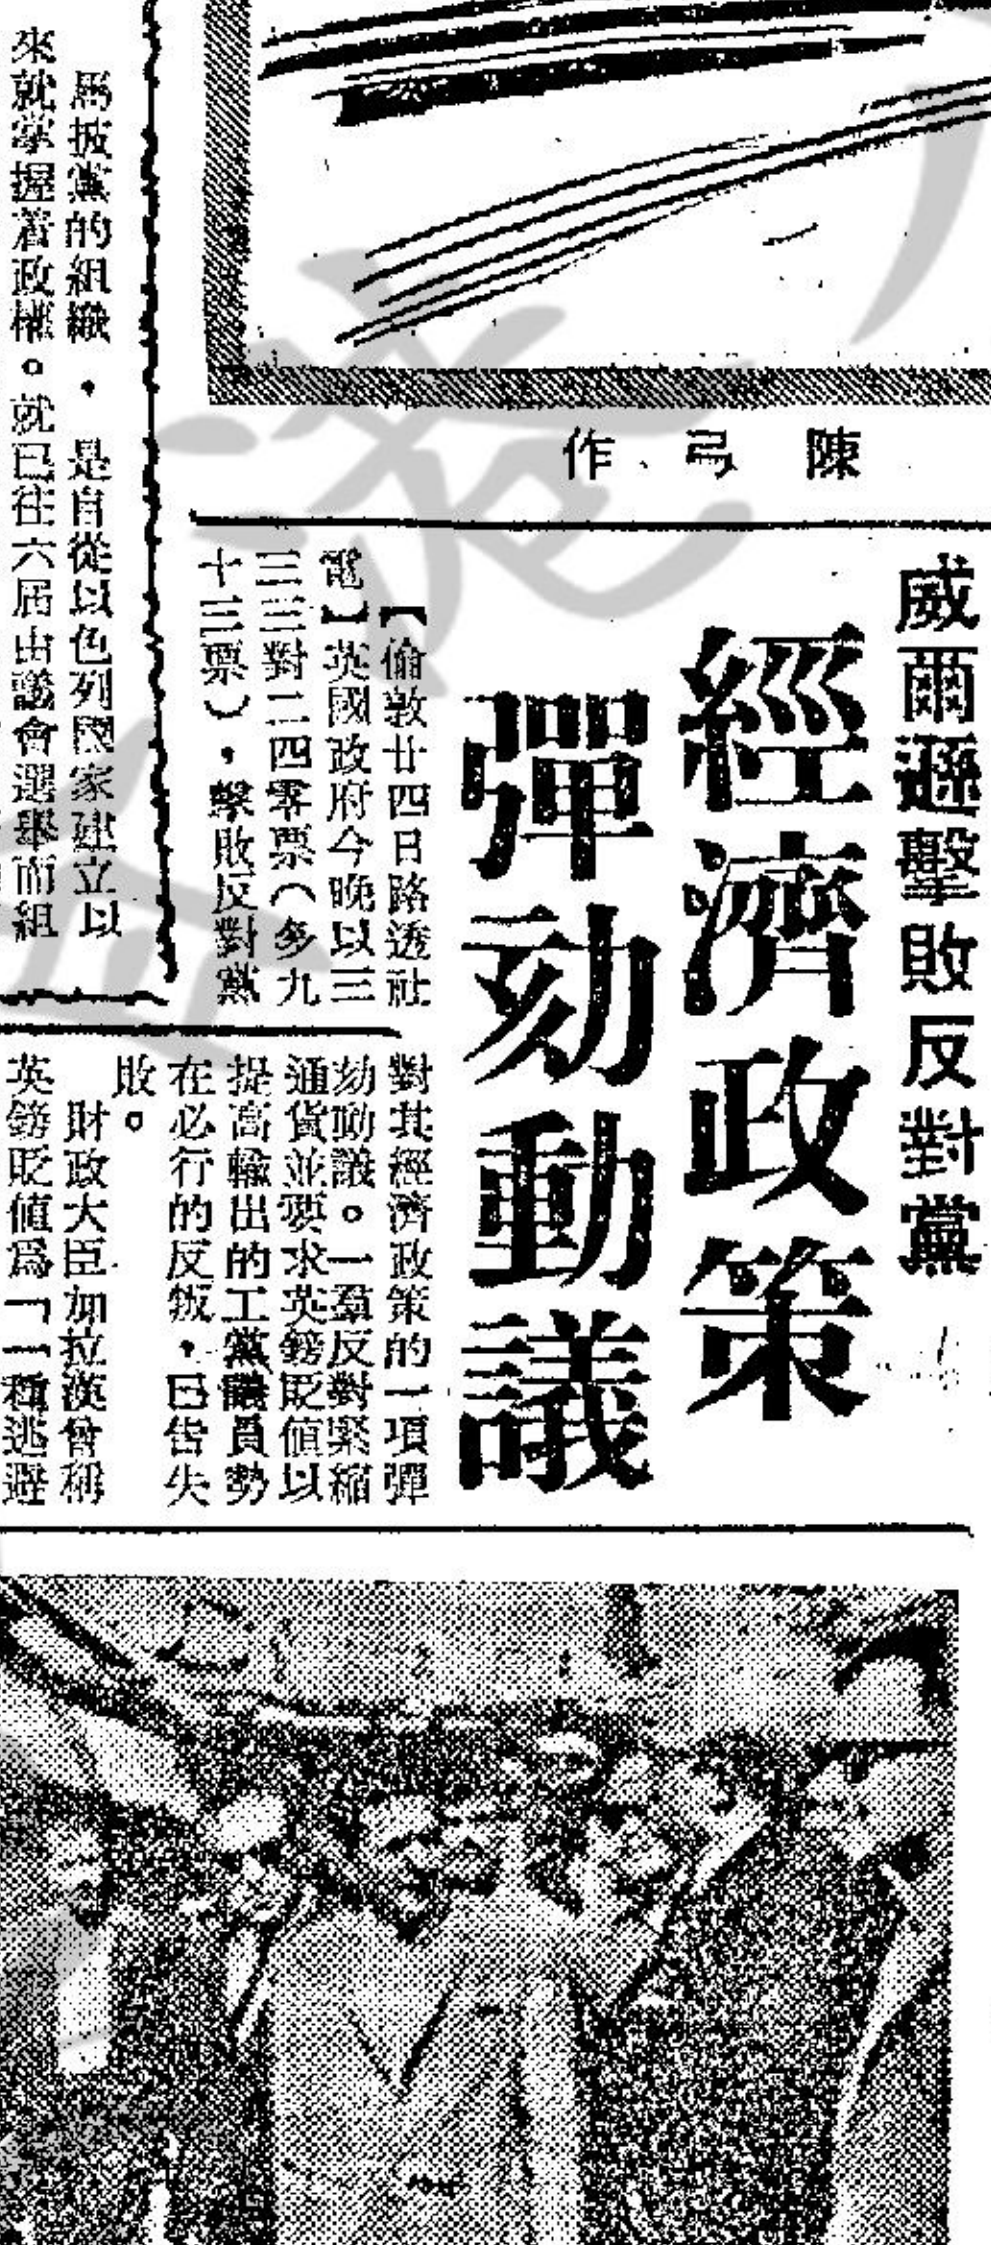 陳弓作
威爾遜擊敗反對黨
經濟政策
彈劾動議
【倫敦廿四日路透社
電】英國政府今晚以三
三三對二四零票（多九
十三票），擊敗反對黨
對其經濟政策的一項彈
劾動議。一羣反對緊縮
通貨並要求英鎊貶值以
提高輸出的工黨議員勢
在必行的反叛，已告失
敗。
財政大臣加拉漢曾稱
英鎊貶值爲「一種逃避
馬披黨的組織，是自從以色列國家建立以
來就掌握着政權。就已往六屆由議會選舉而組